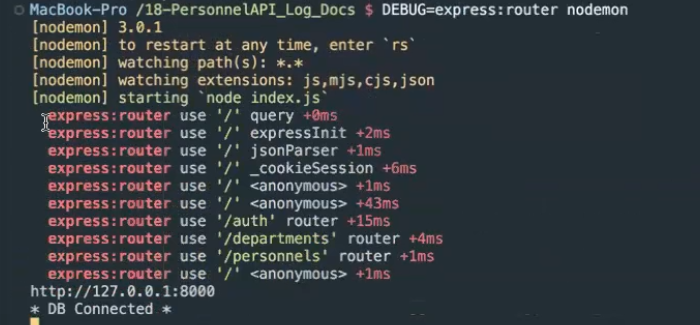 MacBook-Pro /18-PersonnelAPI_Log_Docs $ DEBUG=express:router nodemon
[nodemon] 3.0.1
[nodemon] to restart at any time, enter `rs`
[nodemon] watching path(s): *.*
[nodemon] watching extensions: js,mjs,cjs,json
[nodemon] starting `node index.js`
express:router use '/' query +0ms
express:router use '/' expressInit +2ms
express:router use '/' jsonParser +1ms
express:router use '/' _cookieSession +6ms
express:router use '/' <anonymous> +1ms
express:router use '/' <anonymous> +43ms
express:router use '/auth' router +15ms
express:router use '/departments' router +4ms
express:router use '/personnels' router +1ms
express:router use '/' <anonymous> +1ms
http://127.0.0.1:8000
* DB Connected *